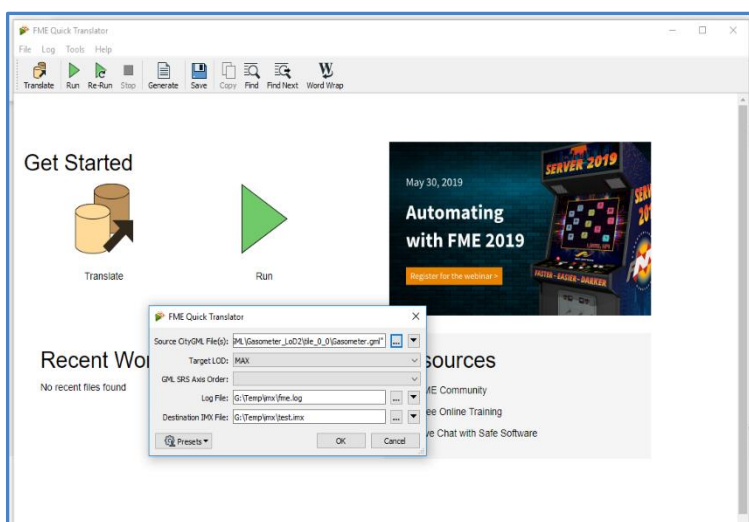 FME Quick Translator
File Log Tools Help
Translate Run Re-Run Stop Generate Save Copy Find Find Next Word Wrap
Get Started
Translate
Run
May 30, 2019
Automating
with FME 2019
Register for the webinar >
SERVER 2019
FASTER - EASIER - DARKER
FME Quick Translator
Source CityGML File(s): ML\Gasometer_LoD2\tile_0_0\Gasometer.gml" ...
Target LOD: MAX
GML SRS Axis Order:
Log File: G:\Temp\imx\fme.log ...
Destination IMX File: G:\Temp\imx\test.imx ...
Presets OK Cancel
Recent Wor
No recent files found
sources
ME Community
ee Online Training
ve Chat with Safe Software